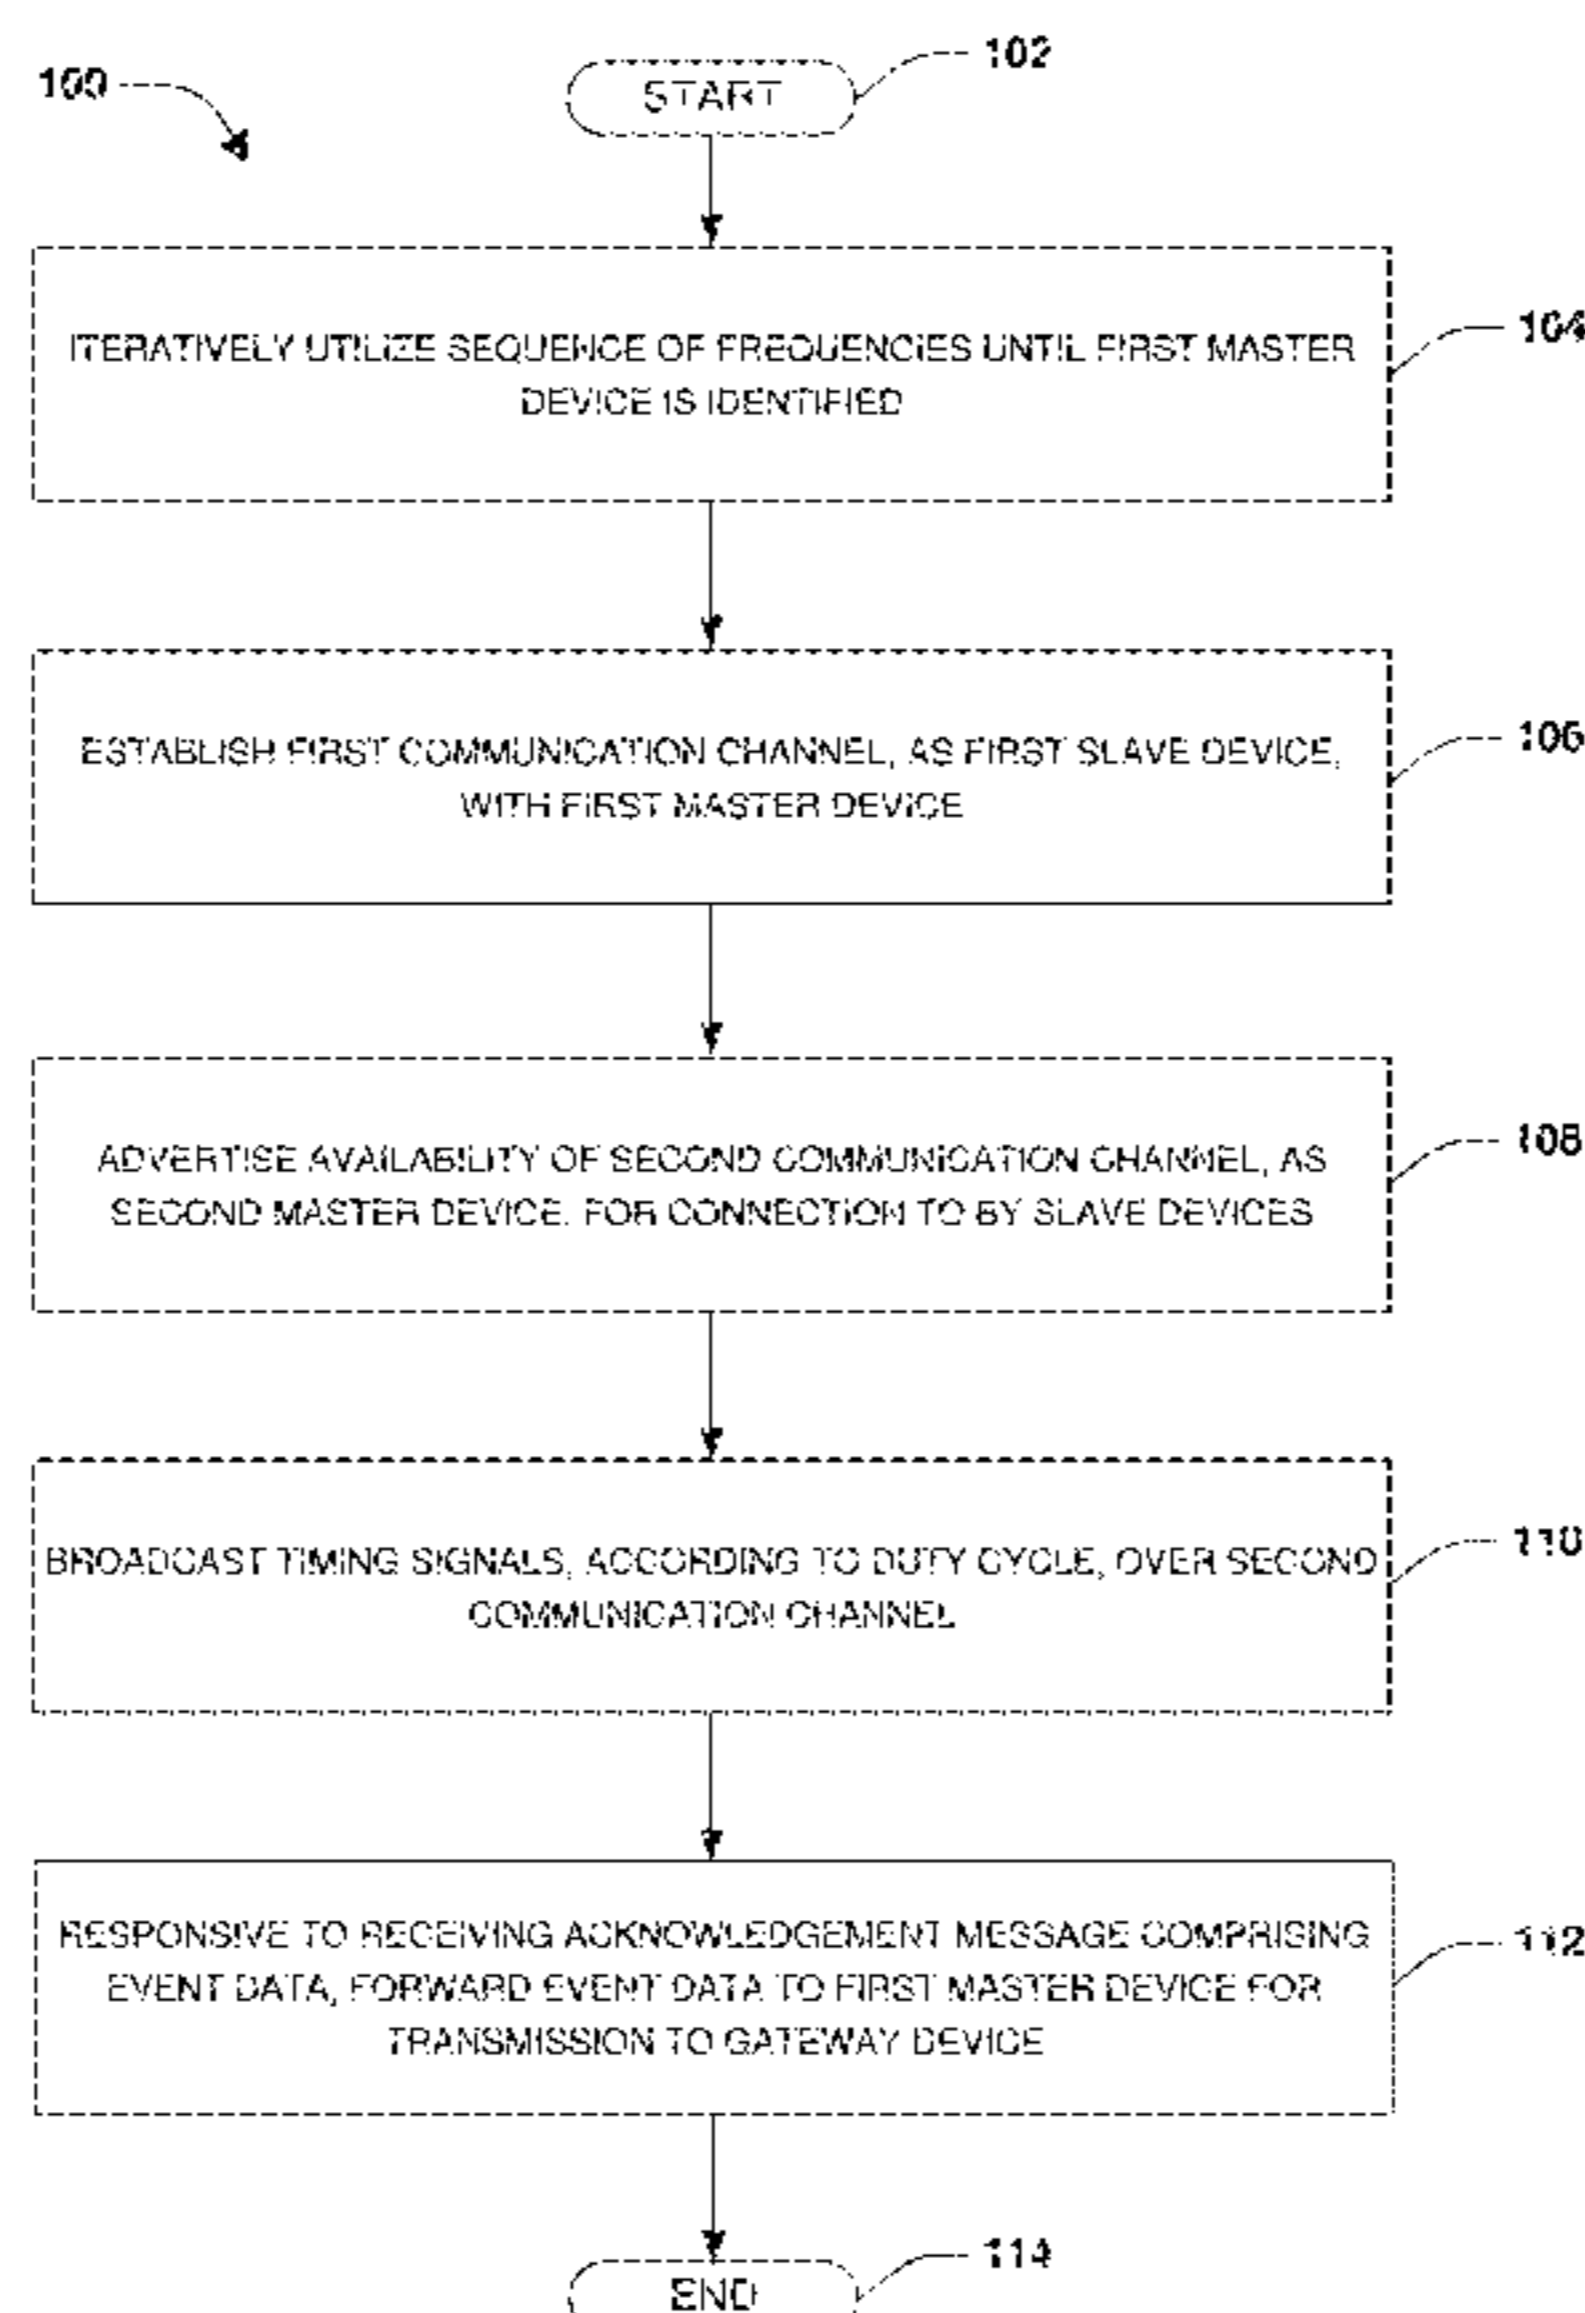 100
START
102
ITERATIVELY UTILIZE SEQUENCE OF FREQUENCIES UNTIL FIRST MASTER
DEVICE IS IDENTIFIED
104
ESTABLISH FIRST COMMUNICATION CHANNEL, AS FIRST SLAVE DEVICE,
WITH FIRST MASTER DEVICE
106
ADVERTISE AVAILABILITY OF SECOND COMMUNICATION CHANNEL, AS
SECOND MASTER DEVICE, FOR CONNECTION TO BY SLAVE DEVICES
108
BROADCAST TIMING SIGNALS, ACCORDING TO DUTY CYCLE, OVER SECOND
COMMUNICATION CHANNEL
110
RESPONSIVE TO RECEIVING ACKNOWLEDGEMENT MESSAGE COMPRISING
EVENT DATA, FORWARD EVENT DATA TO FIRST MASTER DEVICE FOR
TRANSMISSION TO GATEWAY DEVICE
112
END
114